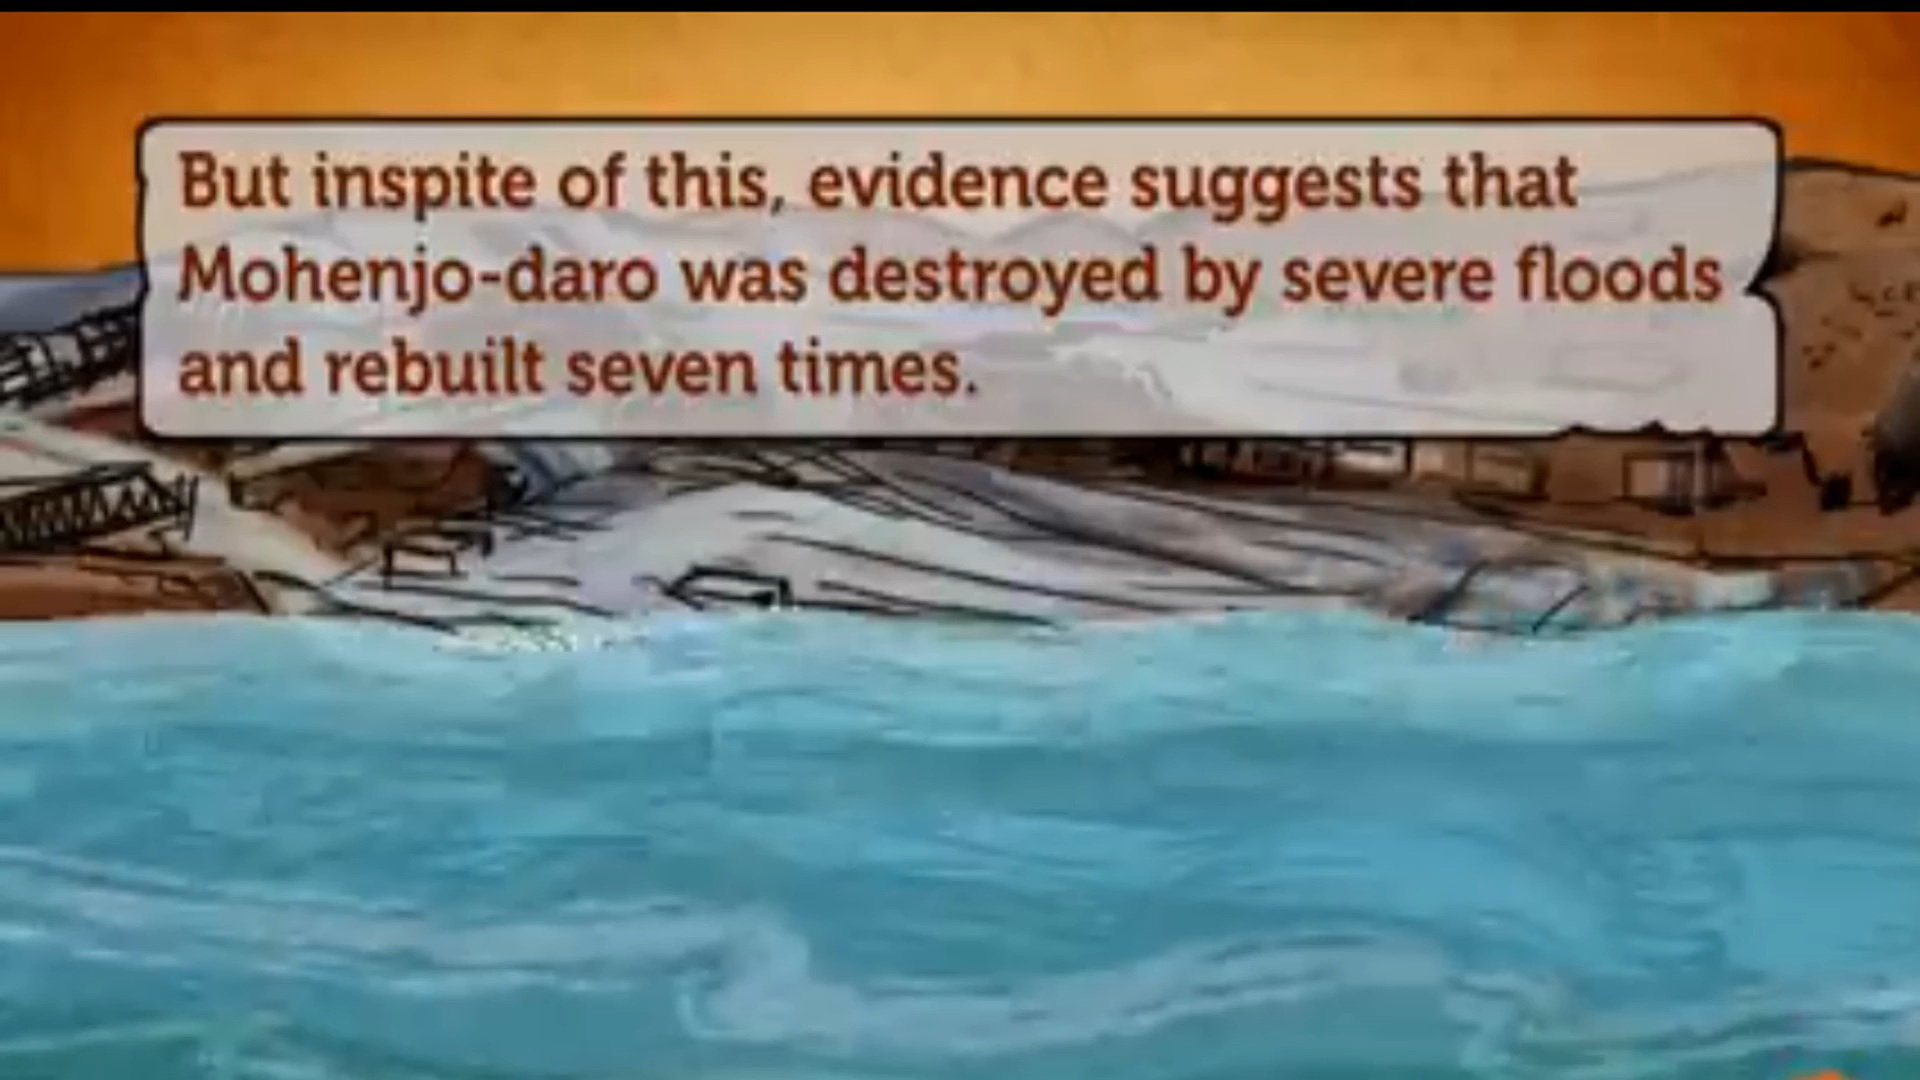 But inspite of this, evidence suggests that
Mohenjo-daro was destroyed by severe floods
and rebuilt seven times.